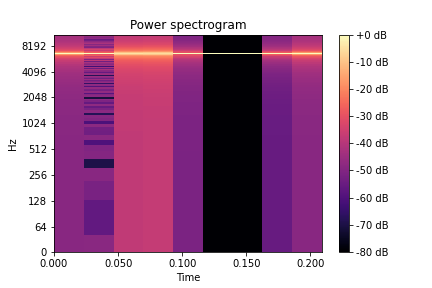 Power spectrogram
8192
4096
2048
1024
512
256
128
64
0
Hz
0.000 0.050 0.100 0.150 0.200
Time
+0 dB
-10 dB
-20 dB
-30 dB
-40 dB
-50 dB
-60 dB
-70 dB
-80 dB